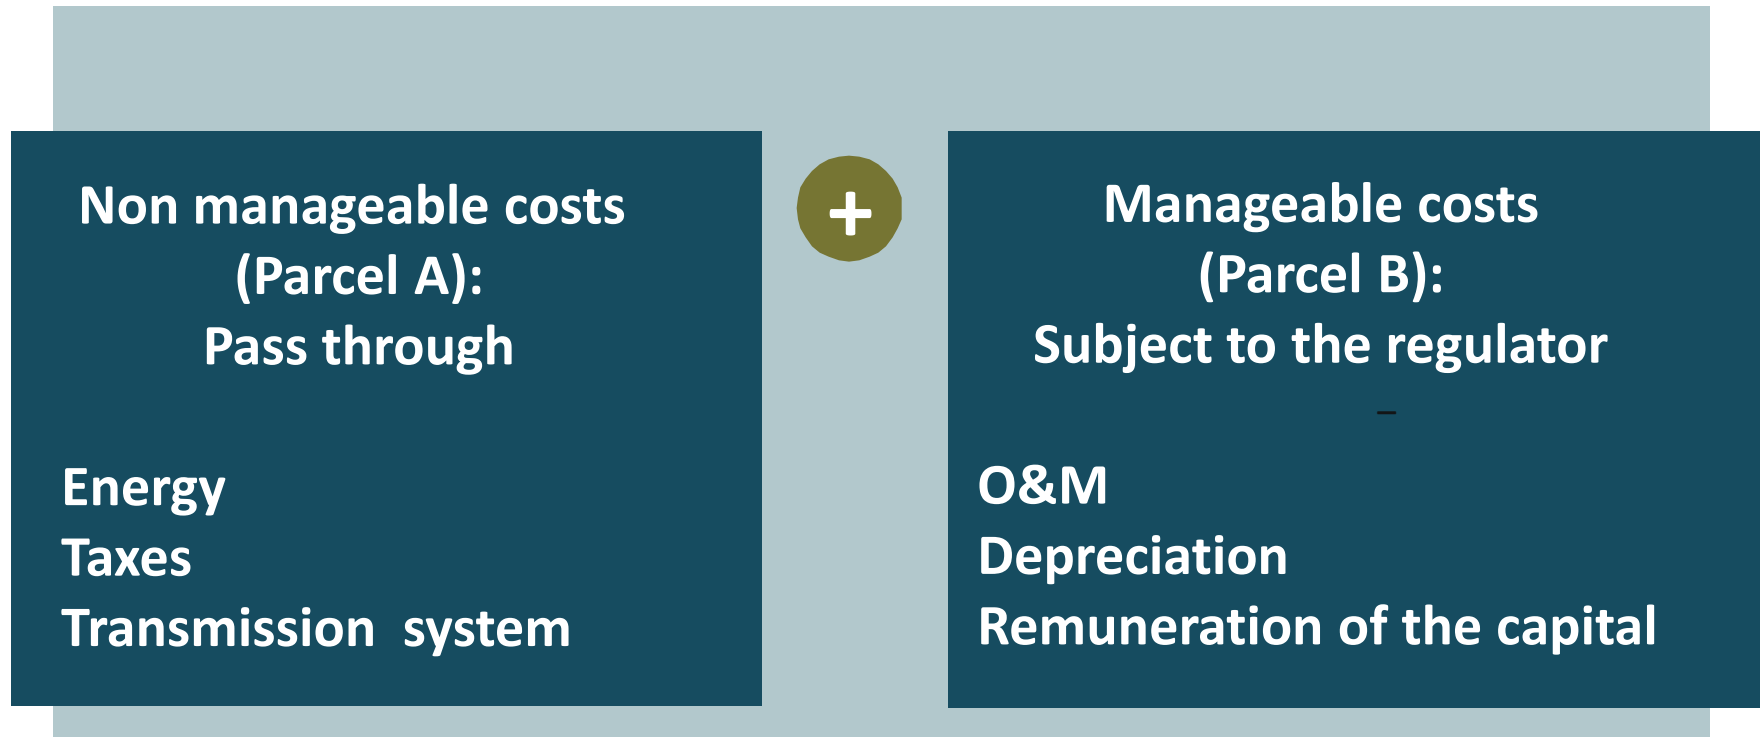 Non manageable costs
(Parcel A):
Pass through
Energy
Taxes
Transmission system
+
Manageable costs
(Parcel B):
Subject to the regulator
–
O&M
Depreciation
Remuneration of the capital